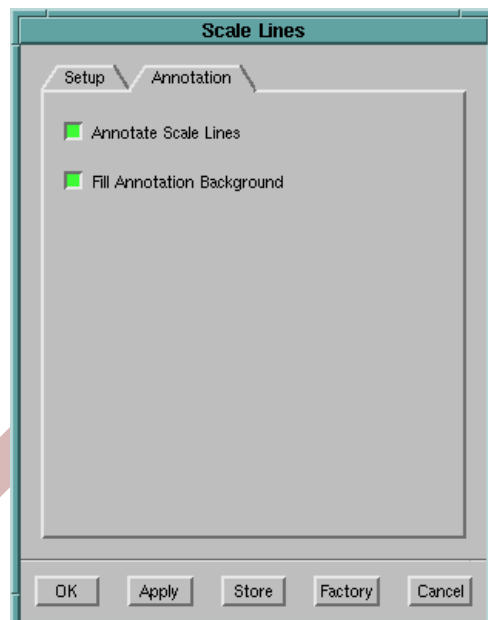 Scale Lines
Setup Annotation
Annotate Scale Lines
Fill Annotation Background
OK Apply Store Factory Cancel